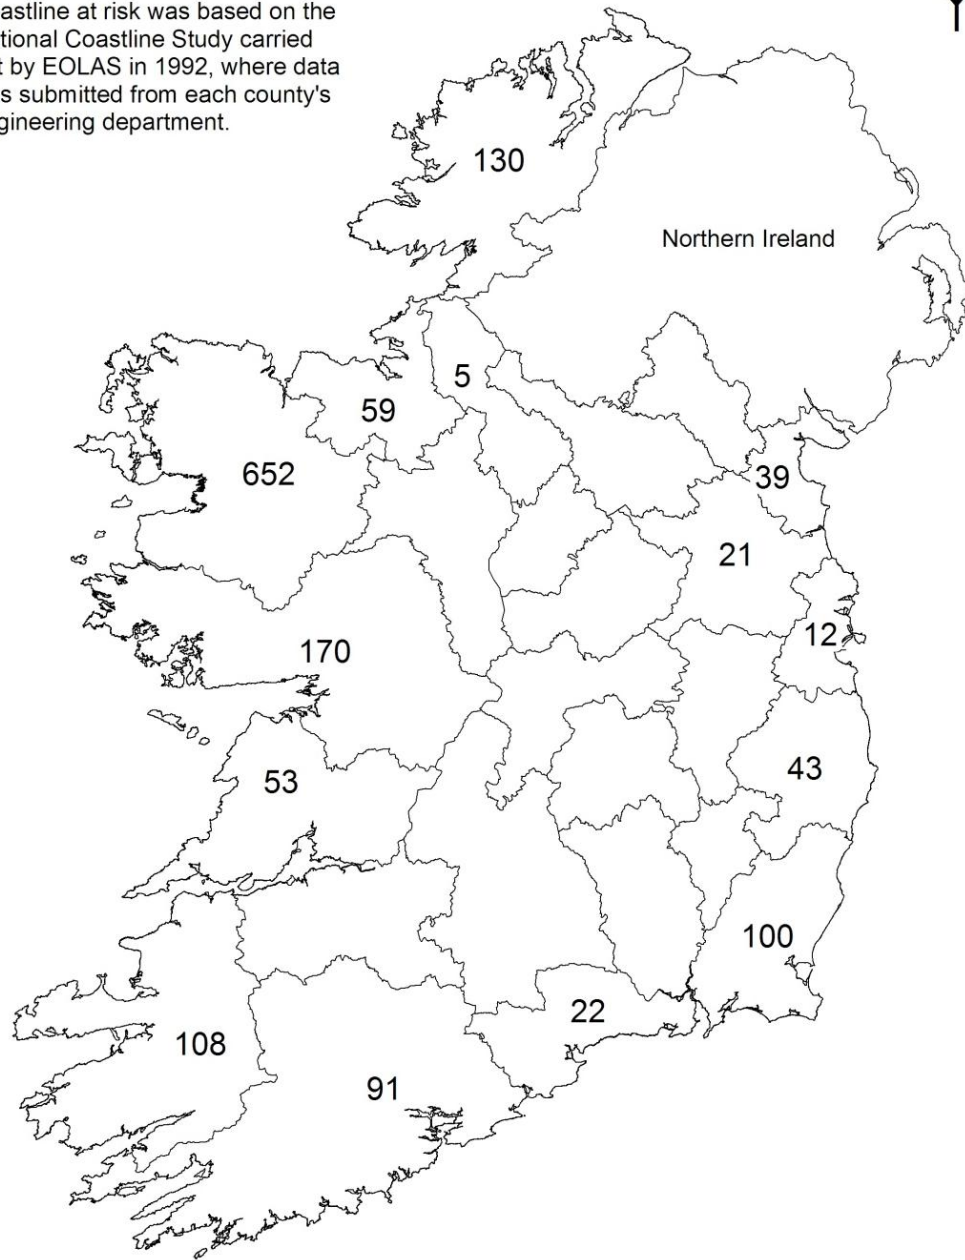 astline at risk was based on the
tional Coastline Study carried
t by EOLAS in 1992, where data
s submitted from each county's
gineering department.
130
Northern Ireland
5
59
652
39
21
12
170
53
43
100
22
108
91